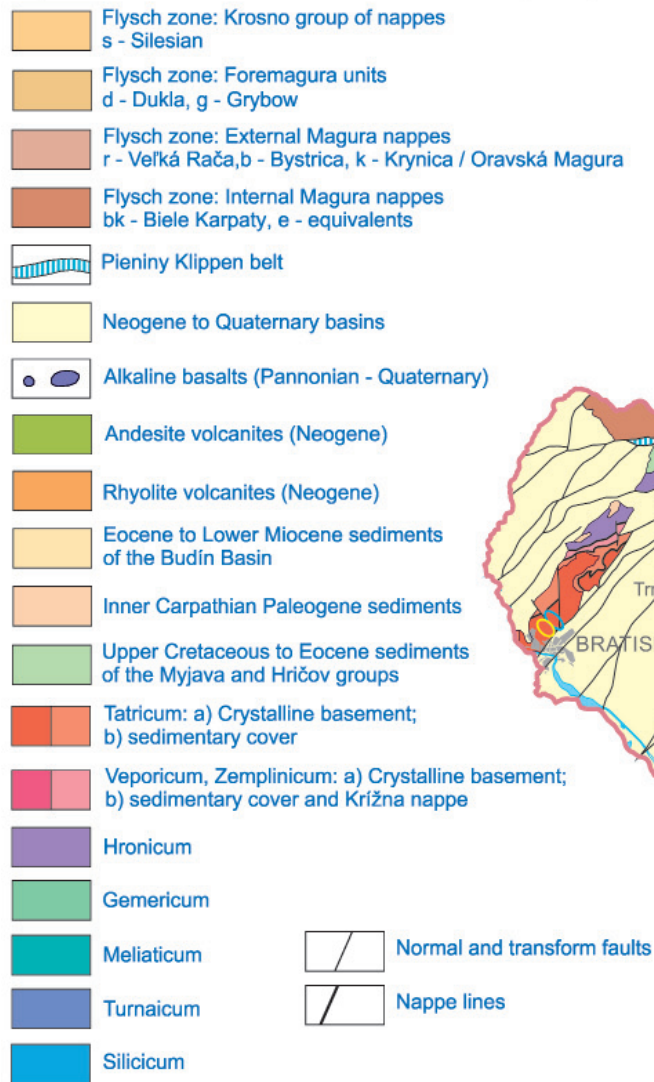 Flysch zone: Krosno group of nappes
s - Silesian
Flysch zone: Foremagura units
d - Dukla, g - Grybow
Flysch zone: External Magura nappes
r - Veľká Rača,b - Bystrica, k - Krynica / Oravská Magura
Flysch zone: Internal Magura nappes
bk - Biele Karpaty, e - equivalents
Pieniny Klippen belt
Neogene to Quaternary basins
Alkaline basalts (Pannonian - Quaternary)
Andesite volcanites (Neogene)
Rhyolite volcanites (Neogene)
Eocene to Lower Miocene sediments
of the Budín Basin
Inner Carpathian Paleogene sediments
Upper Cretaceous to Eocene sediments
of the Myjava and Hričov groups
Tatricum: a) Crystalline basement;
b) sedimentary cover
Veporicum, Zemplinicum: a) Crystalline basement;
b) sedimentary cover and Krížna nappe
Hronicum
Gemericum
Meliaticum
Turnaicum
Silicicum
Normal and transform faults
Nappe lines
Trn
BRATIS